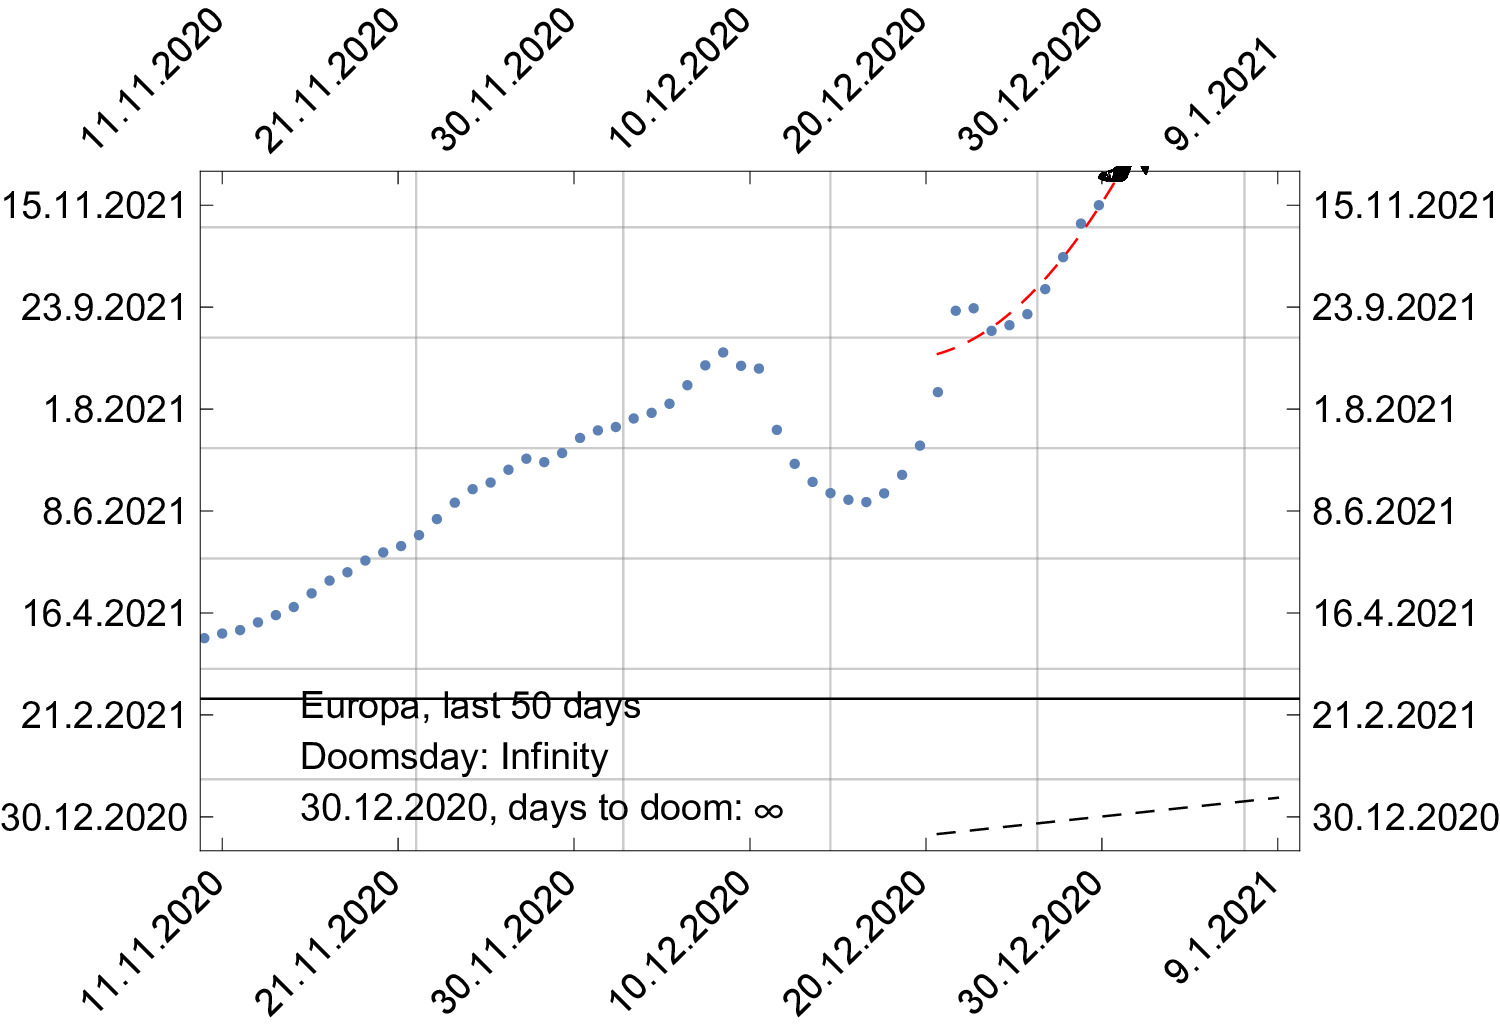 11.11.2020 21.11.2020 30.11.2020 10.12.2020 20.12.2020 30.12.2020 9.1.2021
15.11.2021 15.11.2021
23.9.2021 23.9.2021
1.8.2021 1.8.2021
8.6.2021 8.6.2021
16.4.2021 16.4.2021
Europa, last 50 days
21.2.2021 21.2.2021
Doomsday: Infinity
30.12.2020, days to doom: ∞
30.12.2020 30.12.2020
11.11.2020 21.11.2020 30.11.2020 10.12.2020 20.12.2020 30.12.2020 9.1.2021